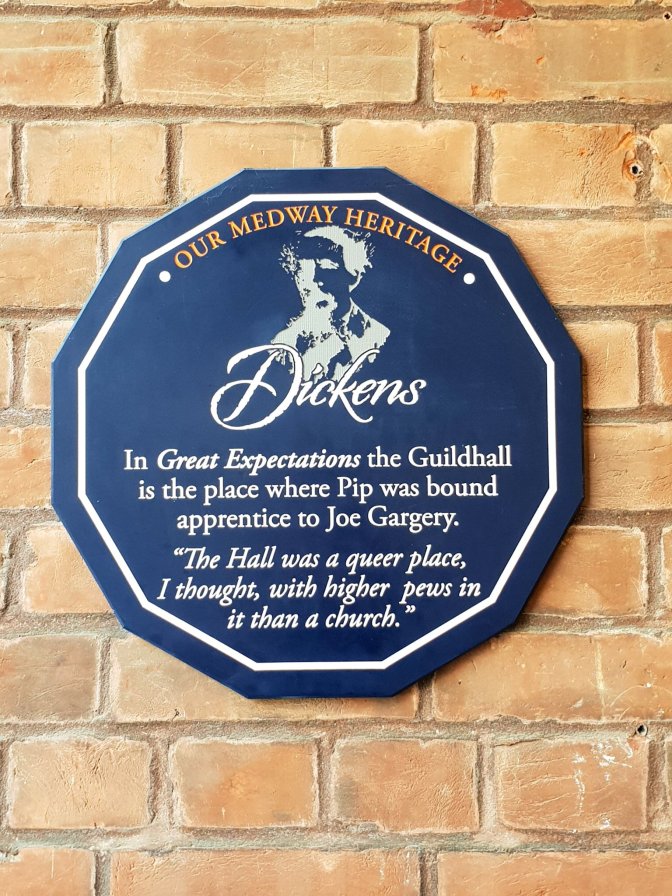 OUR MEDWAY HERITAGE
Dickens
In Great Expectations the Guildhall
is the place where Pip was bound
apprentice to Joe Gargery.
“The Hall was a queer place,
I thought, with higher pews in
it than a church.”